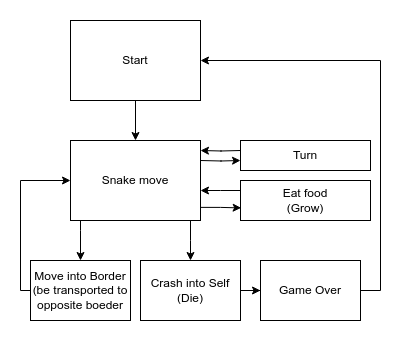 Start
Snake move
Turn
Eat food
(Grow)
Move into Border
(be transported to
opposite boeder
Crash into Self
(Die)
Game Over